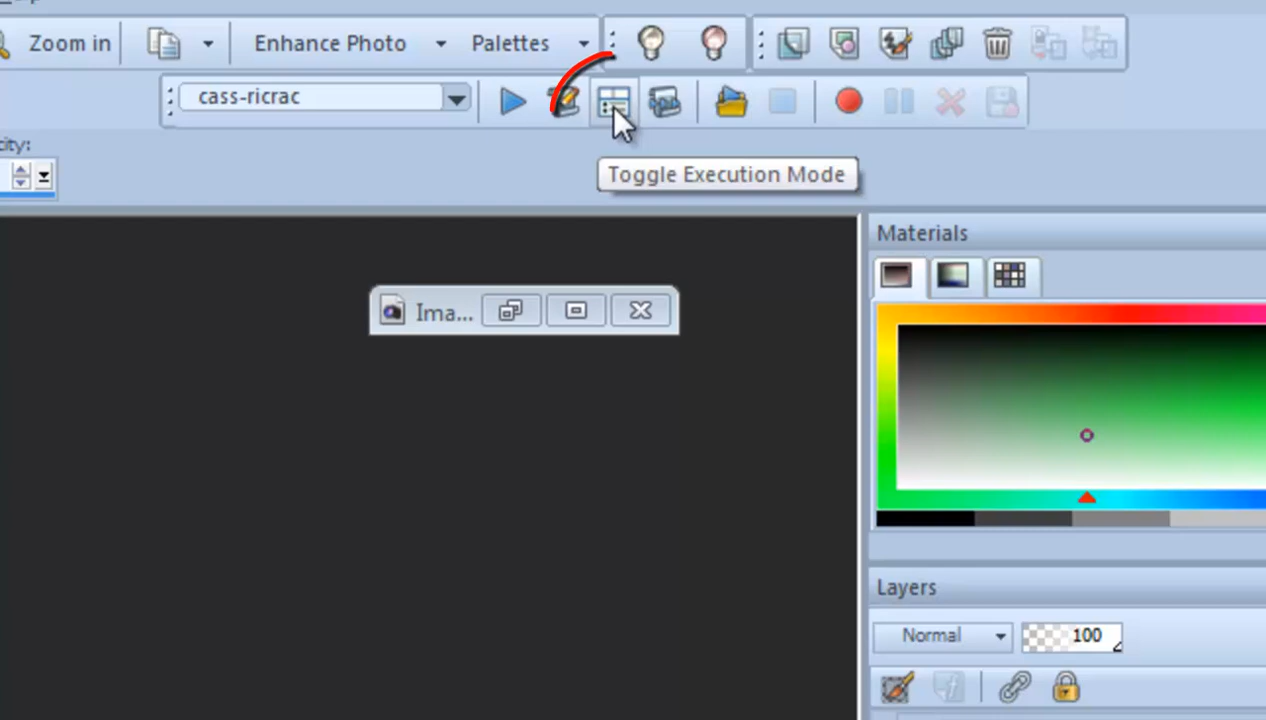 Zoom in
Enhance Photo
Palettes
cass-ricrac
city:
Toggle Execution Mode
Materials
Ima...
Layers
Normal
100